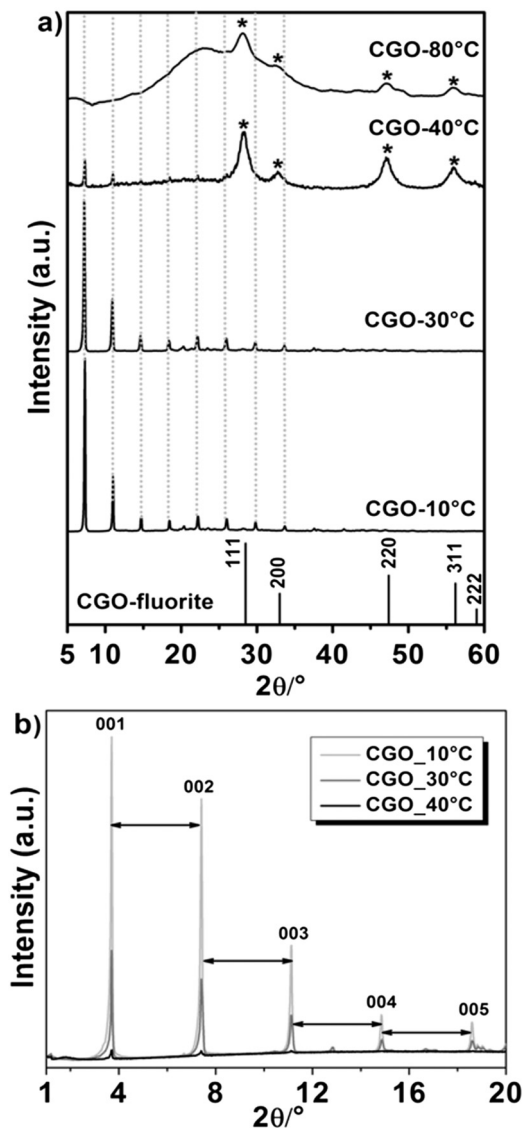 a)
*
*
CGO-80°C
*
*
CGO-40°C
*
*
*
*
CGO-30°C
CGO-10°C
111
200
220
311
222
CGO-fluorite
Intensity (a.u.)
5 10 20 30 40 50 60
2θ/°
b)
001
002
003
004
005
CGO_10°C
CGO_30°C
CGO_40°C
Intensity (a.u.)
1 4 8 12 16 20
2θ/°